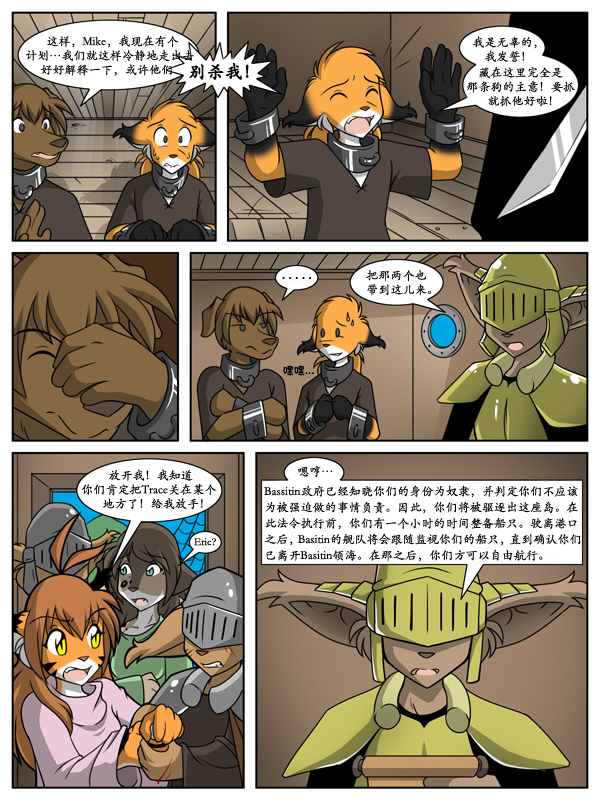 这样，Mike，我现在有个
计划…我们就这样冷静地走出去
好好解释一下，或许他们
别杀我！
我是无辜的，
我发誓！
藏在这里完全是
那条狗的主意！要抓
就抓他好啦！
.....
嘿嘿...
把那两个也
带到这儿来。
放开我！我知道
你们肯定把Trace关在某个
地方了！给我放手！
Eric?
嗯哼…
Bassitin政府已经知晓你们的身份为奴隶，并判定你们不应该
为被强迫做的事情负责。因此，你们将被驱逐出这座岛。在
此法令执行前，你们有一个小时的时间整备船只。驶离港口
之后，Basitin的舰队将会跟随监视你们的船只，直到确认你们
已离开Basitin领海。在那之后，你们方可以自由航行。